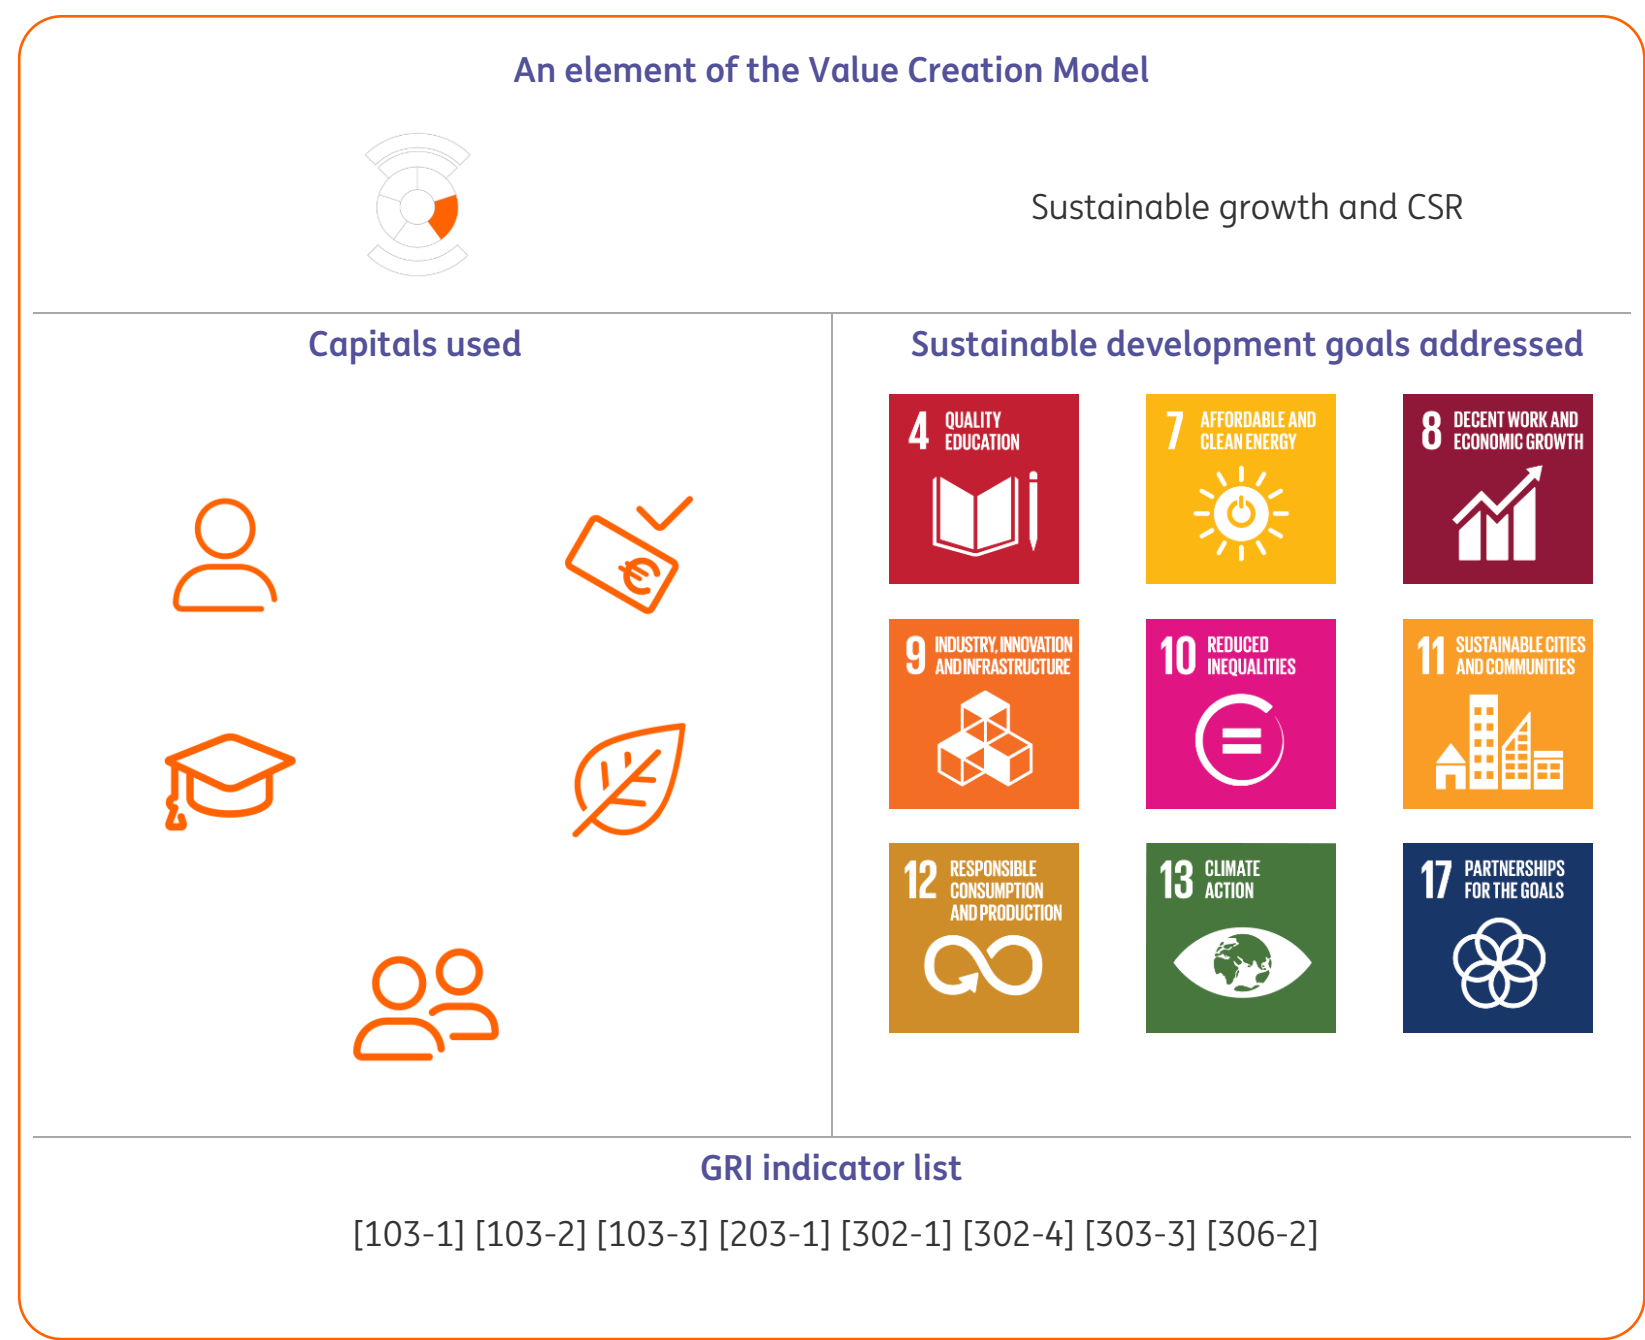 An element of the Value Creation Model
Sustainable growth and CSR
Capitals used
Sustainable development goals addressed
4 QUALITY
EDUCATION
7 AFFORDABLE AND
CLEAN ENERGY
8 DECENT WORK AND
ECONOMIC GROWTH
9 INDUSTRY, INNOVATION
AND INFRASTRUCTURE
10 REDUCED
INEQUALITIES
11 SUSTAINABLE CITIES
AND COMMUNITIES
12 RESPONSIBLE
CONSUMPTION
AND PRODUCTION
13 CLIMATE
ACTION
17 PARTNERSHIPS
FOR THE GOALS
GRI indicator list
[103-1] [103-2] [103-3] [203-1] [302-1] [302-4] [303-3] [306-2]